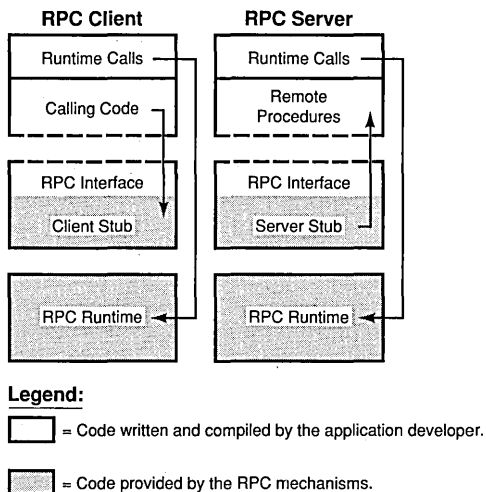 RPC Client
Runtime Calls
Calling Code
RPC Interface
Client Stub
RPC Runtime
RPC Server
Runtime Calls
Remote
Procedures
RPC Interface
Server Stub
RPC Runtime
Legend:
= Code written and compiled by the application developer.
= Code provided by the RPC mechanisms.